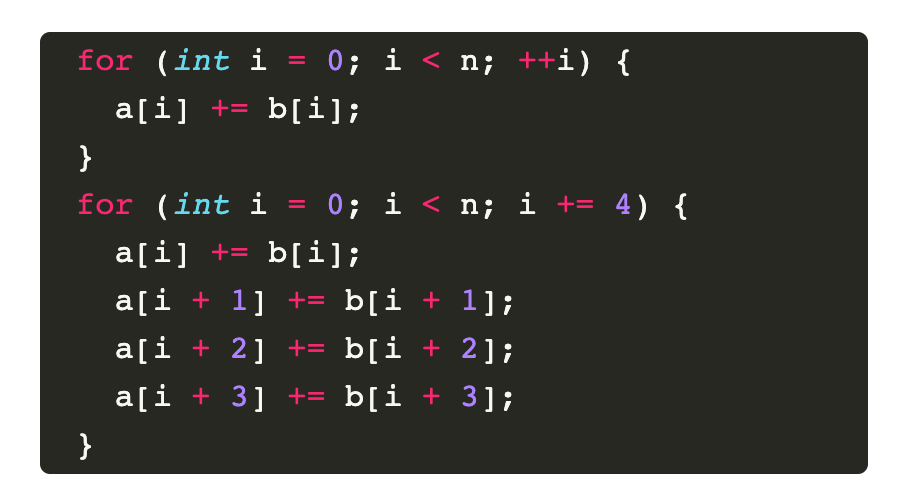 for (int i = 0; i < n; ++i) {
  a[i] += b[i];
}
for (int i = 0; i < n; i += 4) {
  a[i] += b[i];
  a[i + 1] += b[i + 1];
  a[i + 2] += b[i + 2];
  a[i + 3] += b[i + 3];
}